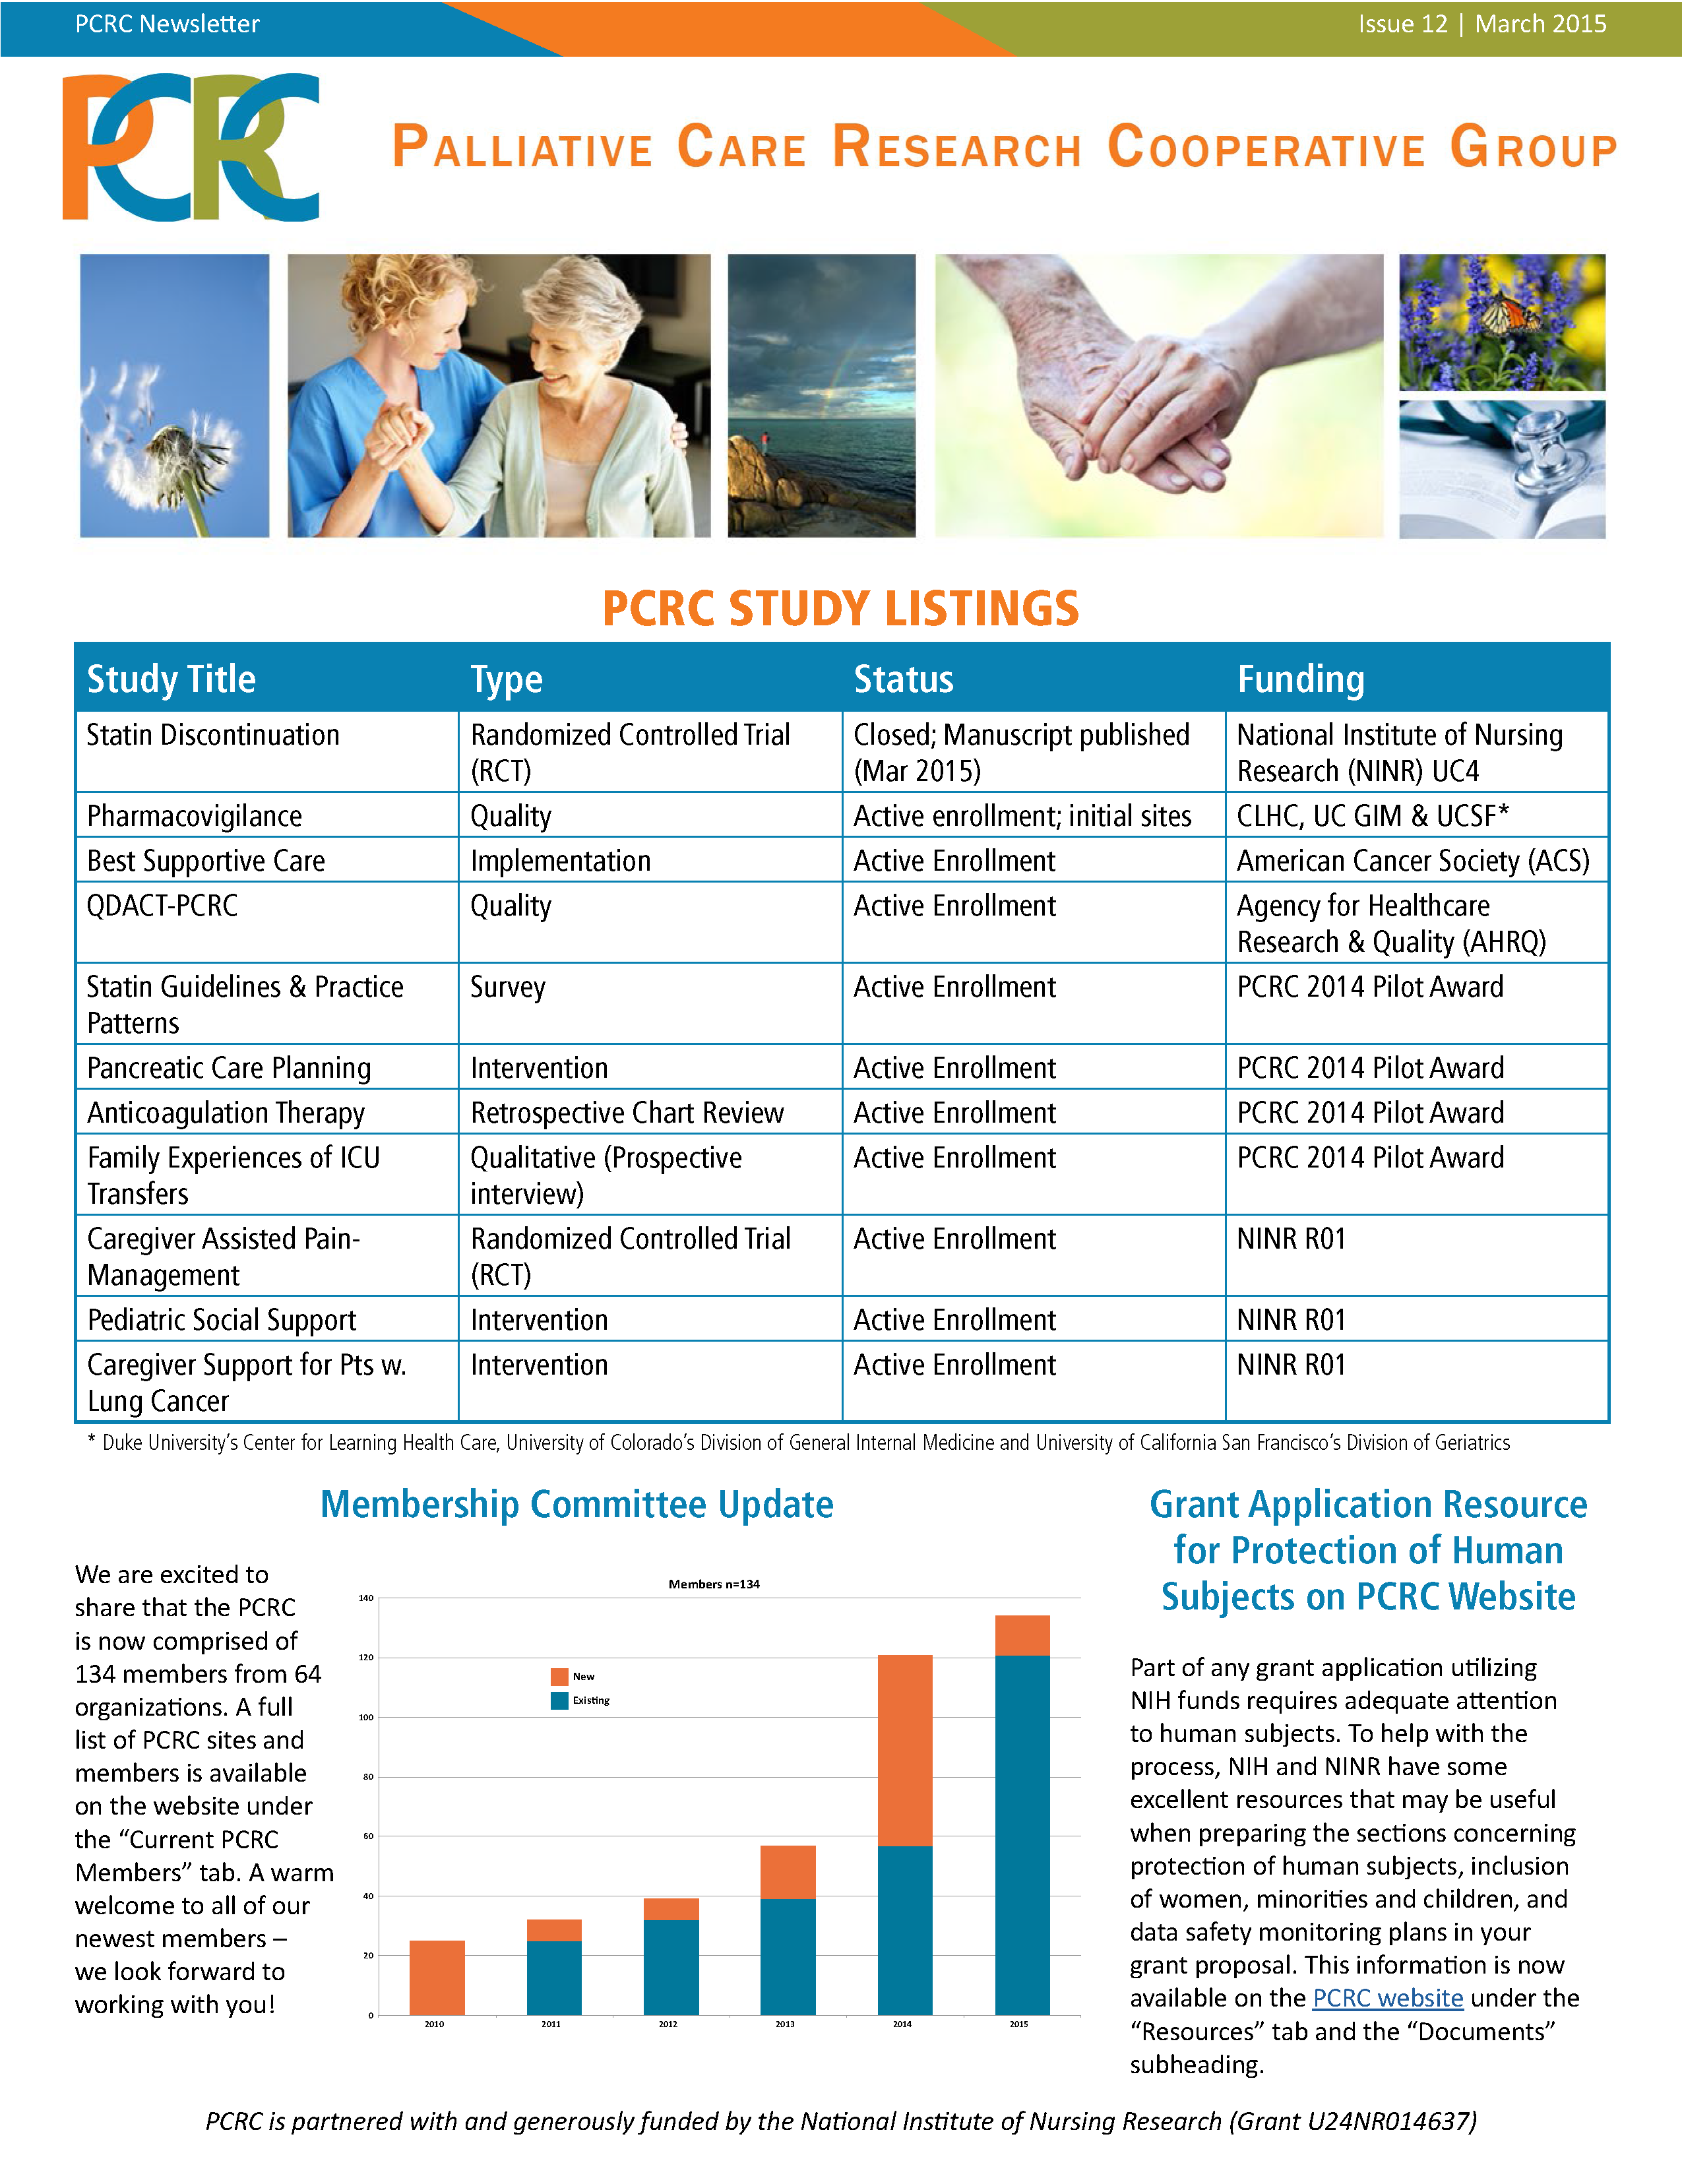 PCRC Newsletter
Issue 12 | March 2015
PCRC
PALLIATIVE CARE RESEARCH COOPERATIVE GROUP
PCRC STUDY LISTINGS
Study Title Type Status Funding
Statin Discontinuation Randomized Controlled Trial (RCT) Closed; Manuscript published (Mar 2015) National Institute of Nursing Research (NINR) UC4
Pharmacovigilance Quality Active enrollment; initial sites CLHC, UC GIM & UCSF*
Best Supportive Care Implementation Active Enrollment American Cancer Society (ACS)
QDACT-PCRC Quality Active Enrollment Agency for Healthcare Research & Quality (AHRQ)
Statin Guidelines & Practice Patterns Survey Active Enrollment PCRC 2014 Pilot Award
Pancreatic Care Planning Intervention Active Enrollment PCRC 2014 Pilot Award
Anticoagulation Therapy Retrospective Chart Review Active Enrollment PCRC 2014 Pilot Award
Family Experiences of ICU Transfers Qualitative (Prospective interview) Active Enrollment PCRC 2014 Pilot Award
Caregiver Assisted Pain-Management Randomized Controlled Trial (RCT) Active Enrollment NINR R01
Pediatric Social Support Intervention Active Enrollment NINR R01
Caregiver Support for Pts w. Lung Cancer Intervention Active Enrollment NINR R01
* Duke University's Center for Learning Health Care, University of Colorado's Division of General Internal Medicine and University of California San Francisco's Division of Geriatrics
Membership Committee Update
We are excited to
share that the PCRC
is now comprised of
134 members from 64
organizations. A full
list of PCRC sites and
members is available
on the website under
the “Current PCRC
Members” tab. A warm
welcome to all of our
newest members –
we look forward to
working with you!
Members n=134
140
120
100
80
60
40
20
0
New
Existing
2010 2011 2012 2013 2014 2015
Grant Application Resource
for Protection of Human
Subjects on PCRC Website
Part of any grant application utilizing
NIH funds requires adequate attention
to human subjects. To help with the
process, NIH and NINR have some
excellent resources that may be useful
when preparing the sections concerning
protection of human subjects, inclusion
of women, minorities and children, and
data safety monitoring plans in your
grant proposal. This information is now
available on the PCRC website under the
“Resources” tab and the “Documents”
subheading.
PCRC is partnered with and generously funded by the National Institute of Nursing Research (Grant U24NR014637)